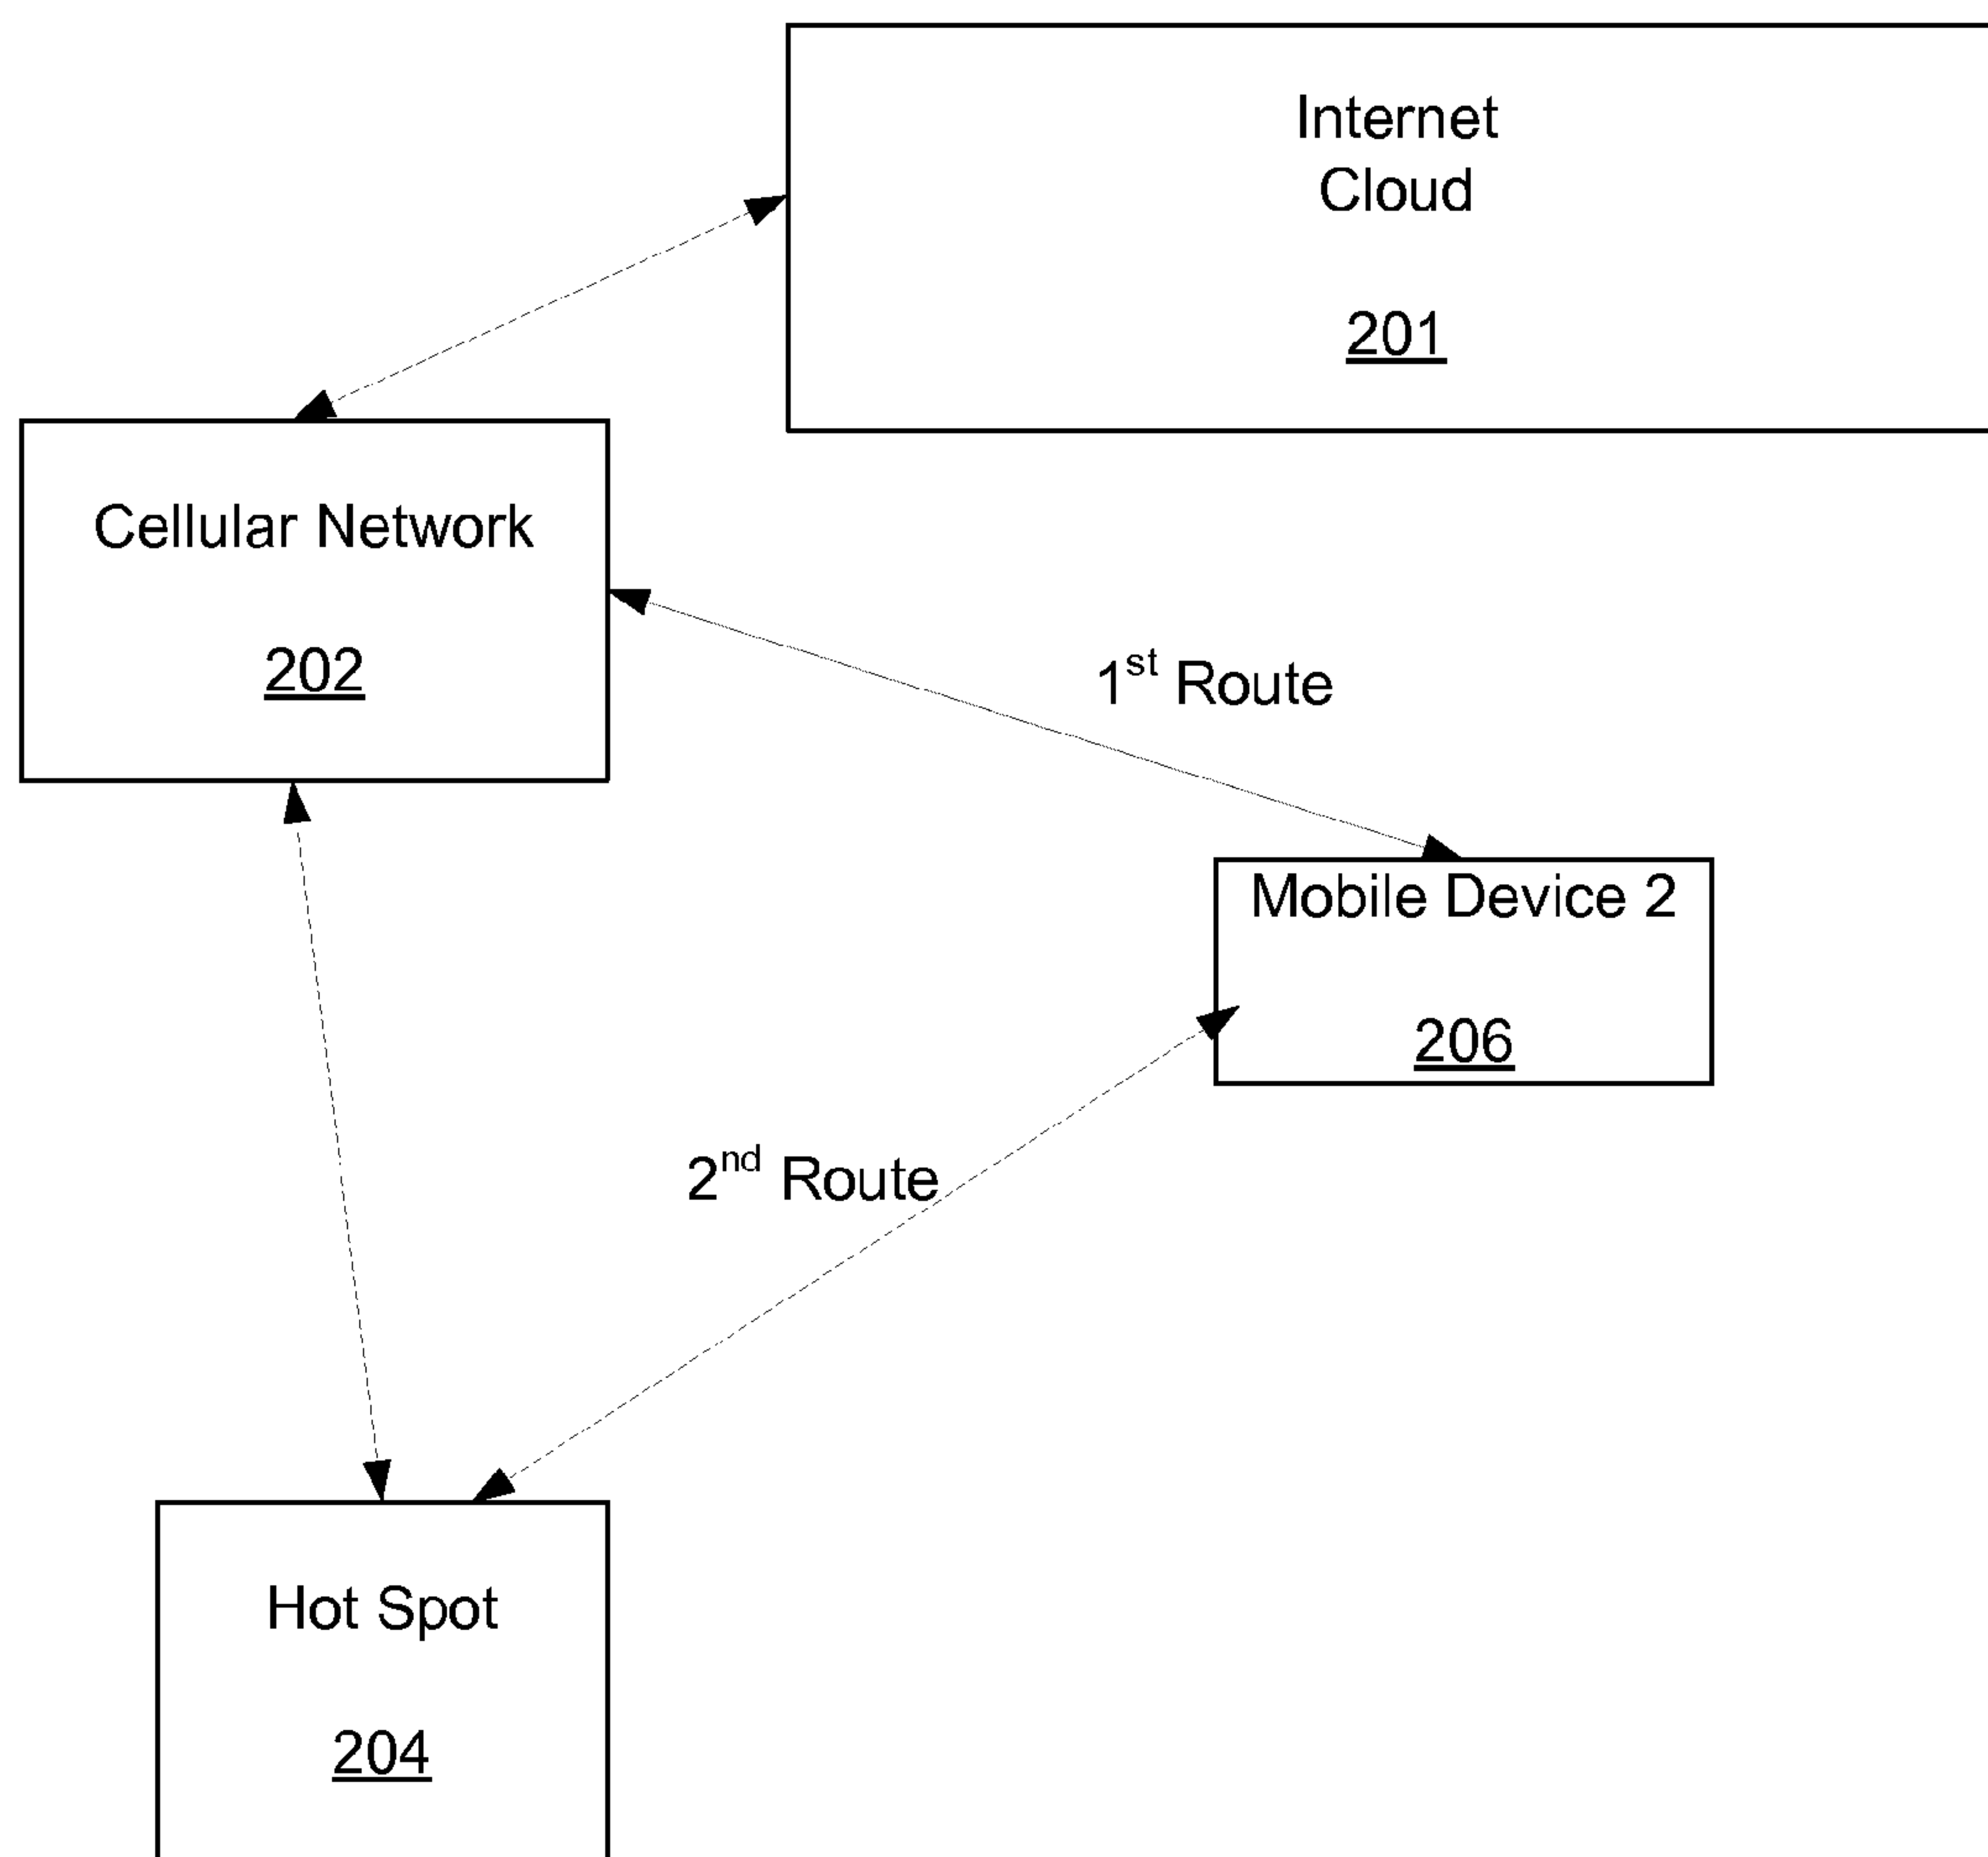 Internet
Cloud
201
Cellular Network
202
1st Route
Mobile Device 2
206
2nd Route
Hot Spot
204